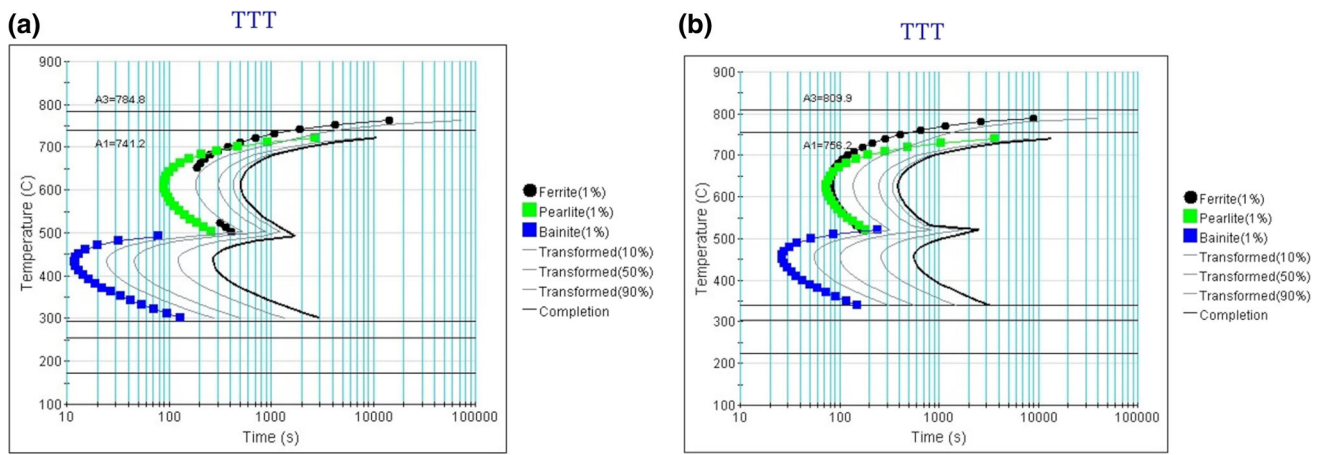 (a)
TTT
900
800
700
600
500
400
300
200
100
Temperature (C)
A3=784.8
A1=741.2
10
100
1000
10000
100000
Time (s)
Ferrite(1%)
Pearlite(1%)
Bainite(1%)
Transformed(10%)
Transformed(50%)
Transformed(90%)
Completion
(b)
TTT
900
800
700
600
500
400
300
200
100
Temperature (C)
A3=809.9
A1=756.2
10
100
1000
10000
100000
Time (s)
Ferrite(1%)
Pearlite(1%)
Bainite(1%)
Transformed(10%)
Transformed(50%)
Transformed(90%)
Completion